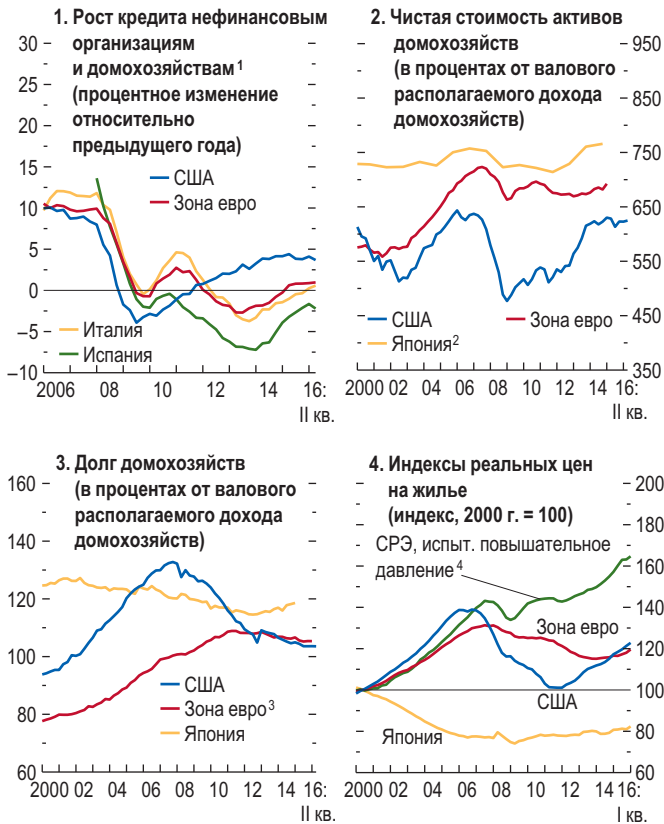 1. Рост кредита нефинансовым
организациям
и домохозяйствам¹
(процентное изменение
относительно
предыдущего года)
30
25
20
15
10
5
0
–5
–10
США
Зона евро
Италия
Испания
2006 08 10 12 14 16:
II кв.
2. Чистая стоимость активов
домохозяйств
(в процентах от валового
располагаемого дохода
домохозяйств)
950
850
750
650
550
450
350
США
Зона евро
Япония²
2000 02 04 06 08 10 12 14 16:
II кв.
3. Долг домохозяйств
(в процентах от валового
располагаемого дохода
домохозяйств)
160
140
120
100
80
60
США
Зона евро³
Япония
2000 02 04 06 08 10 12 14 16:
II кв.
4. Индексы реальных цен
на жилье
(индекс, 2000 г. = 100)
200
180
160
140
120
100
80
60
СРЭ, испыт. повышательное
давление⁴
Зона евро
США
Япония
2000 02 04 06 08 10 12 14 16:
I кв.